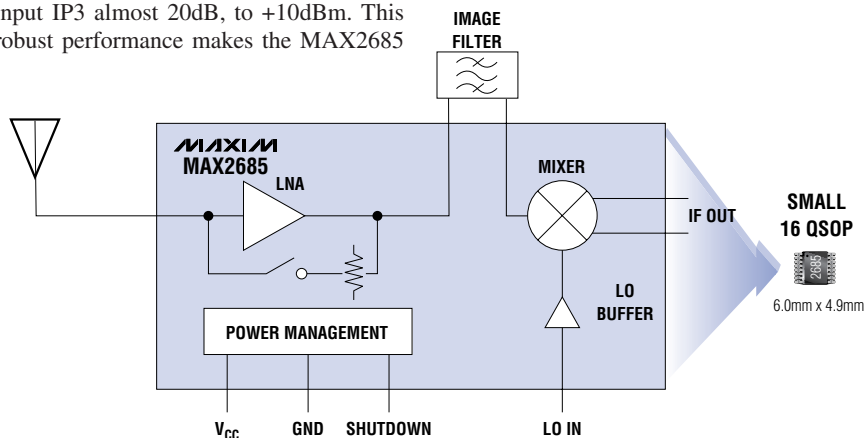 nput IP3 almost 20dB, to +10dBm. This
robust performance makes the MAX2685
IMAGE
FILTER
MAXIM
MAX2685
LNA
MIXER
IF OUT
SMALL
16 QSOP
2685
6.0mm x 4.9mm
LO
BUFFER
POWER MANAGEMENT
VCC
GND
SHUTDOWN
LO IN